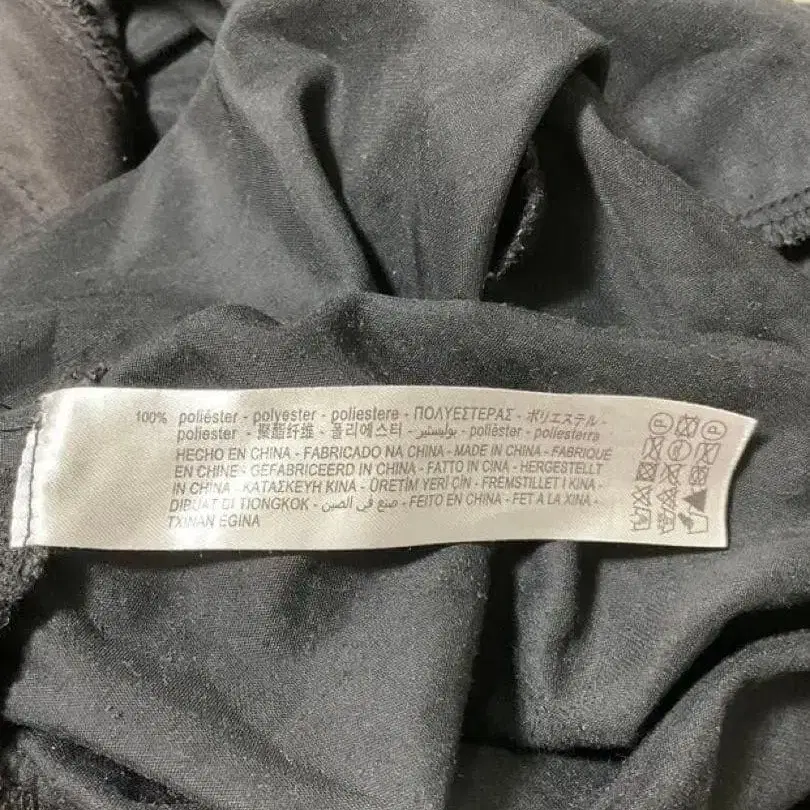 100% poliéster - polyester - poliestere - ΠΟΛΥΕΣΤΕΡΑΣ - ポリエステル -
poliester - 聚酯纤维 - 폴리에스터 - بوليستير - polièster - poliesterra
HECHO EN CHINA - FABRICADO NA CHINA - MADE IN CHINA - FABRIQUÉ
EN CHINE - GEFABRICEERD IN CHINA - FATTO IN CINA - HERGESTELLT
IN CHINA - ΚΑΤΑΣΚΕΥΗ ΚΙΝΑ - ÜRETİM YERİ ÇİN - FREMSTILLET I KINA -
DIBUAT DI TIONGKOK - صنع في الصين - FEITO EN CHINA - FET A LA XINA -
TXINAN EGINA
P P